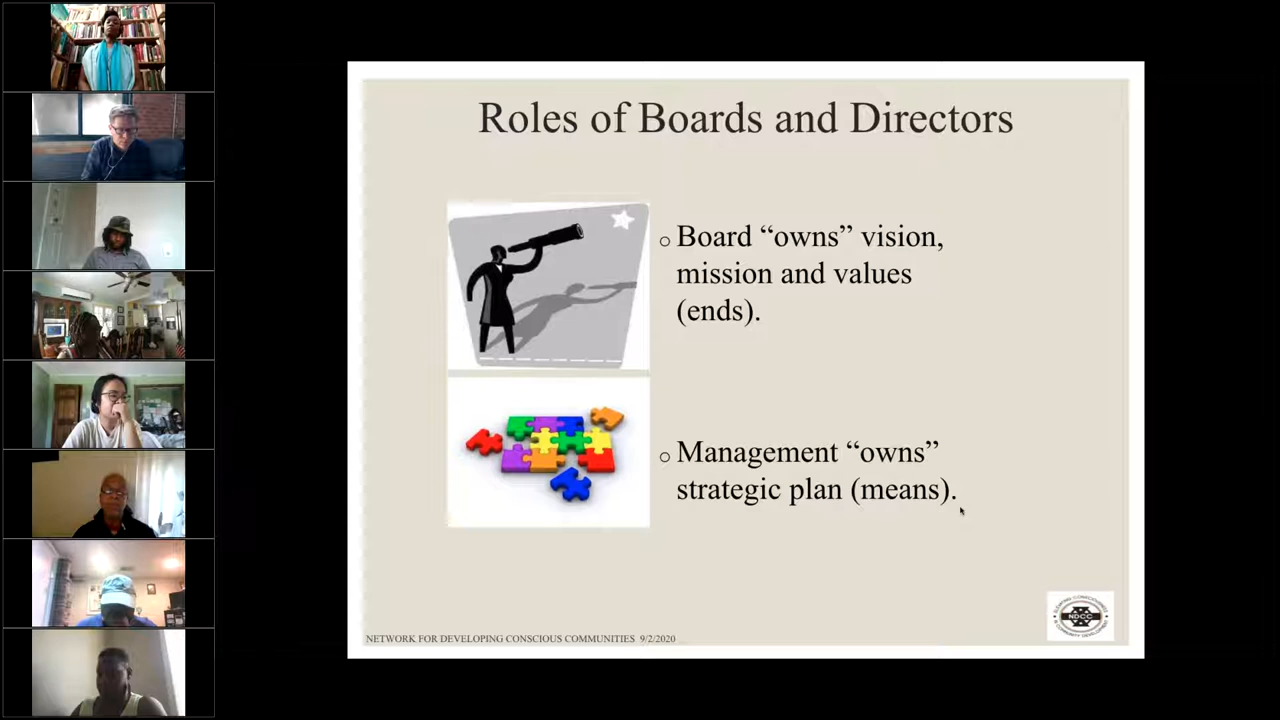 Roles of Boards and Directors
Board “owns” vision,
mission and values
(ends).
Management “owns”
strategic plan (means).
NETWORK FOR DEVELOPING CONSCIOUS COMMUNITIES 9/2/2020
NDCC